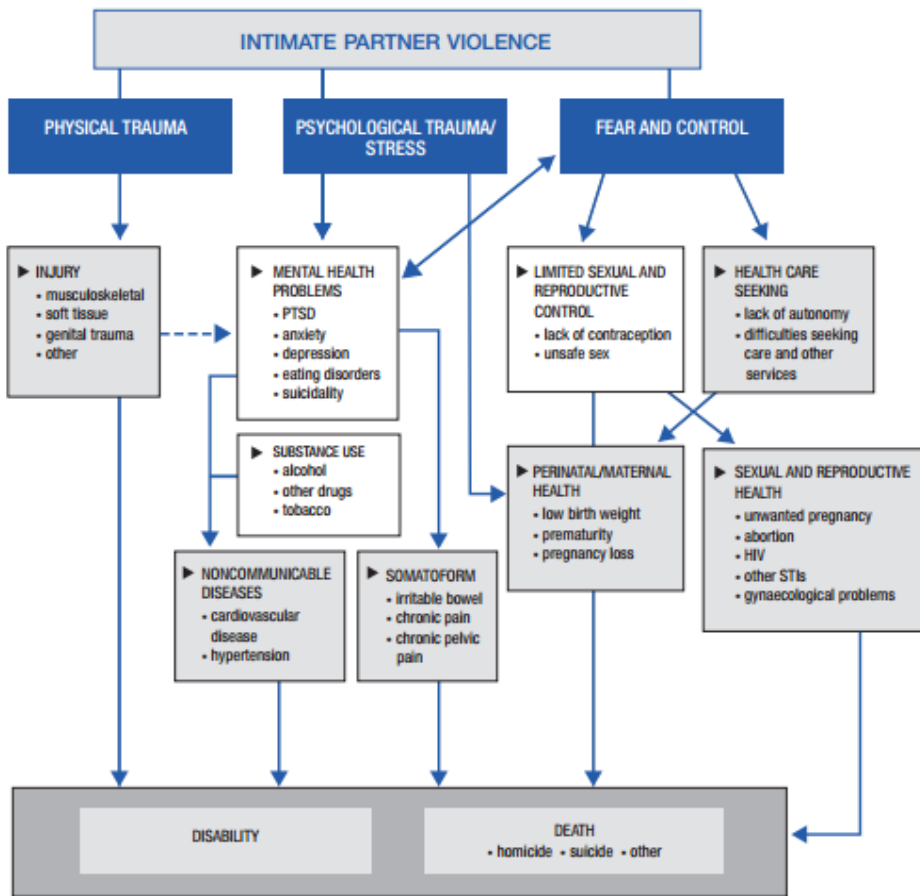 INTIMATE PARTNER VIOLENCE
PHYSICAL TRAUMA
PSYCHOLOGICAL TRAUMA/
STRESS
FEAR AND CONTROL
▶ INJURY
• musculoskeletal
• soft tissue
• genital trauma
• other
▶ MENTAL HEALTH
PROBLEMS
• PTSD
• anxiety
• depression
• eating disorders
• suicidality
▶ LIMITED SEXUAL AND
REPRODUCTIVE
CONTROL
• lack of contraception
• unsafe sex
▶ HEALTH CARE
SEEKING
• lack of autonomy
• difficulties seeking
care and other
services
▶ SUBSTANCE USE
• alcohol
• other drugs
• tobacco
▶ PERINATAL/MATERNAL
HEALTH
• low birth weight
• prematurity
• pregnancy loss
▶ SEXUAL AND REPRODUCTIVE
HEALTH
• unwanted pregnancy
• abortion
• HIV
• other STIs
• gynaecological problems
▶ NONCOMMUNICABLE
DISEASES
• cardiovascular
disease
• hypertension
▶ SOMATOFORM
• irritable bowel
• chronic pain
• chronic pelvic
pain
DISABILITY
DEATH
• homicide • suicide • other